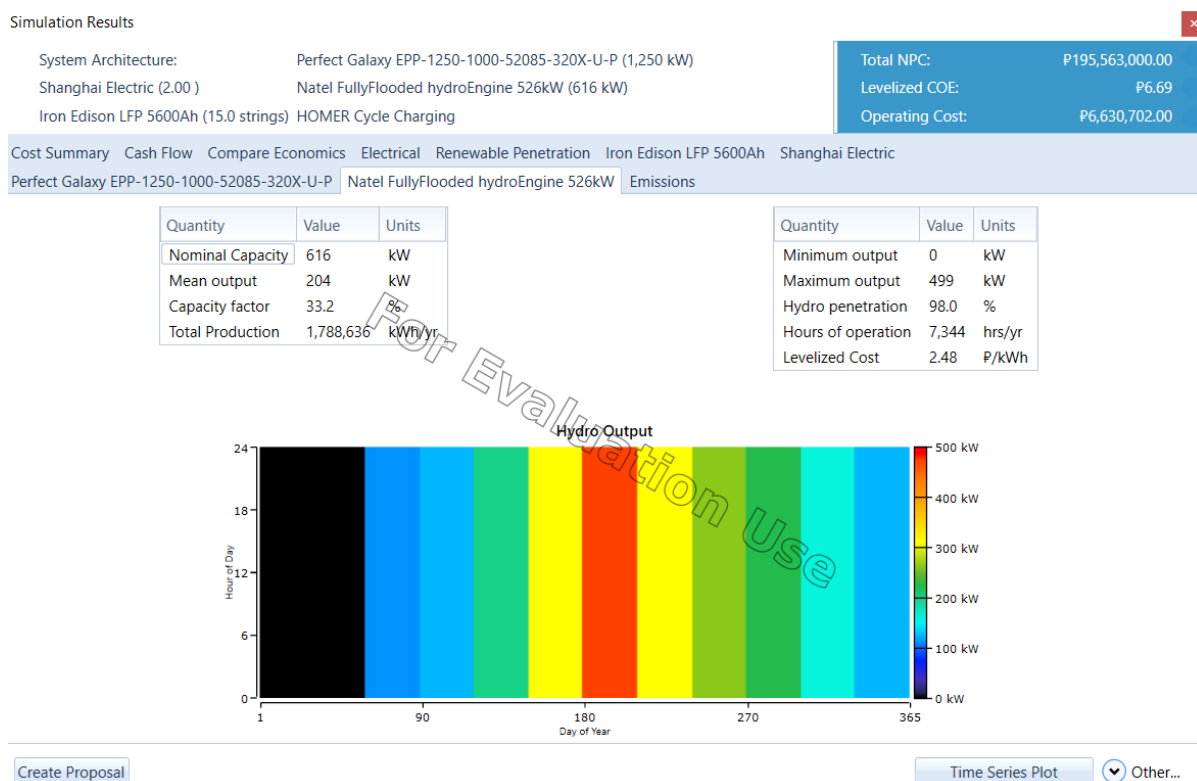 Simulation Results
×
System Architecture: Perfect Galaxy EPP-1250-1000-52085-320X-U-P (1,250 kW)
Shanghai Electric (2.00 ) Natel FullyFlooded hydroEngine 526kW (616 kW)
Iron Edison LFP 5600Ah (15.0 strings) HOMER Cycle Charging
Total NPC: ₱195,563,000.00
Levelized COE: ₱6.69
Operating Cost: ₱6,630,702.00
Cost Summary Cash Flow Compare Economics Electrical Renewable Penetration Iron Edison LFP 5600Ah Shanghai Electric
Perfect Galaxy EPP-1250-1000-52085-320X-U-P Natel FullyFlooded hydroEngine 526kW Emissions
Quantity Value Units
Nominal Capacity 616 kW
Mean output 204 kW
Capacity factor 33.2 %
Total Production 1,788,636 kWh/yr
Quantity Value Units
Minimum output 0 kW
Maximum output 499 kW
Hydro penetration 98.0 %
Hours of operation 7,344 hrs/yr
Levelized Cost 2.48 ₱/kWh
For Evaluation Use
Hydro Output
Hour of Day
24
18
12
6
0
1 90 180 270 365
Day of Year
500 kW
400 kW
300 kW
200 kW
100 kW
0 kW
Create Proposal
Time Series Plot
Other...